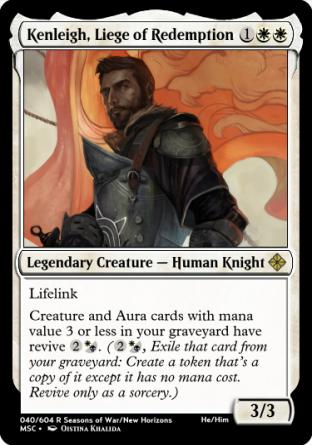 Kenleigh, Liege of Redemption 1
Legendary Creature — Human Knight
Lifelink
Creature and Aura cards with mana
value 3 or less in your graveyard have
revive 2 . ( 2 , Exile that card from
your graveyard: Create a token that's a
copy of it except it has no mana cost.
Revive only as a sorcery.)
3/3
040/604 R Seasons of War/New Horizons He/Him
MSC • Oistina Khalida